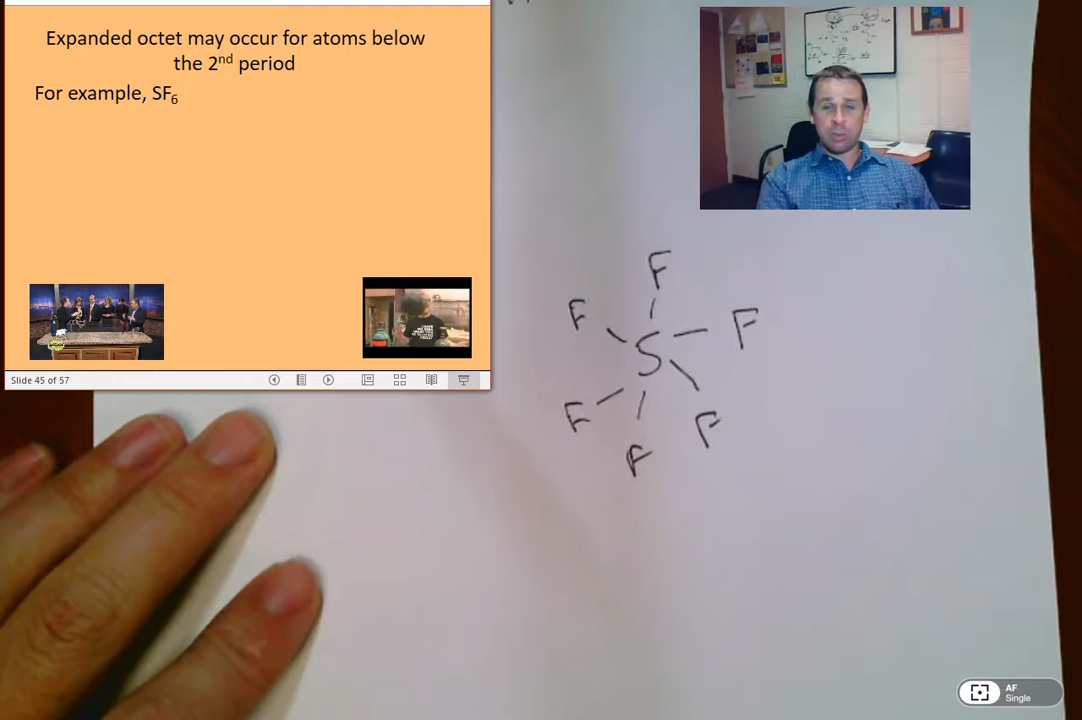 Expanded octet may occur for atoms below
the 2nd period
For example, SF6
Slide 45 of 57
F
F
F
S
F
F
F
AF
Single